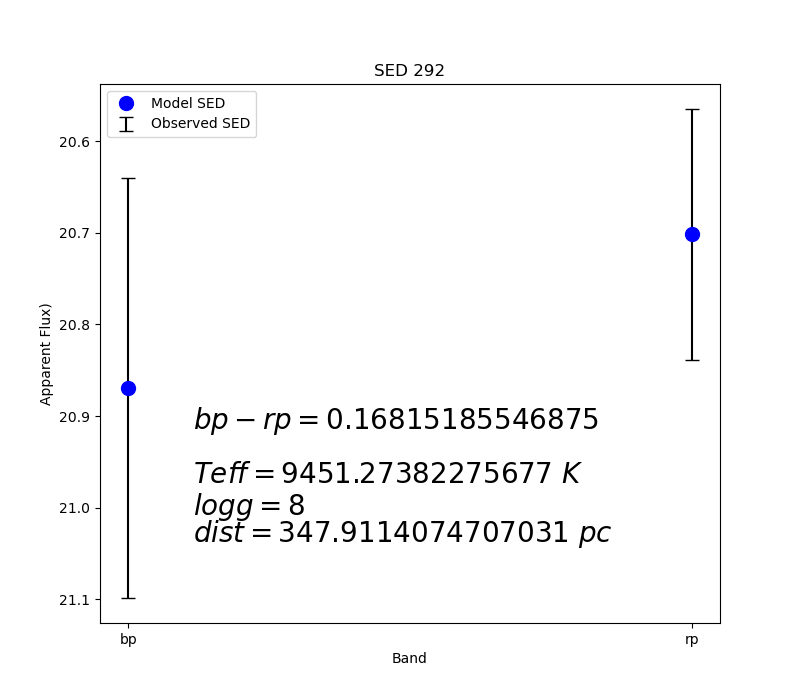 SED 292
Model SED
Observed SED
20.6
20.7
20.8
20.9
21.0
21.1
Apparent Flux)
bp − rp = 0.16815185546875
Teff = 9451.27382275677 K
logg = 8
dist = 347.9114074707031 pc
bp
rp
Band